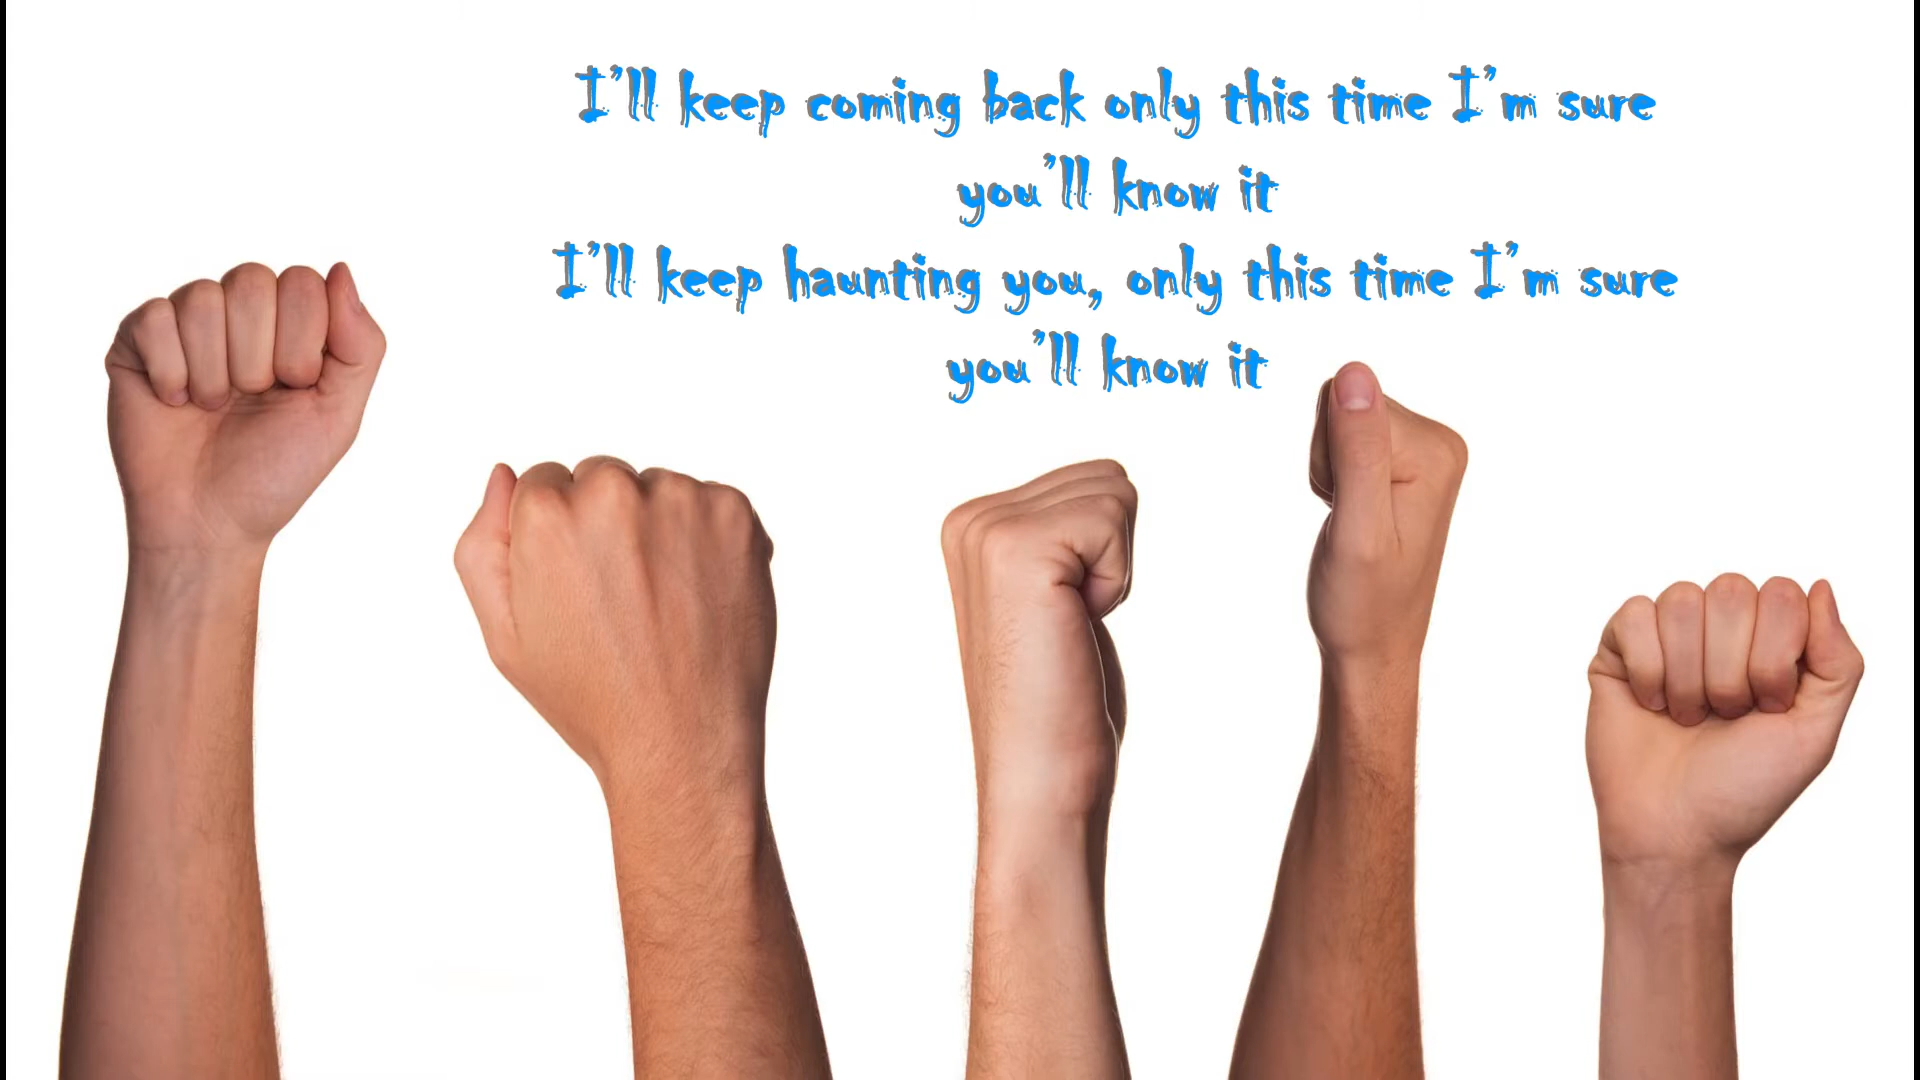 I'll keep coming back only this time I'm sure
you'll know it
I'll keep haunting you, only this time I'm sure
you'll know it